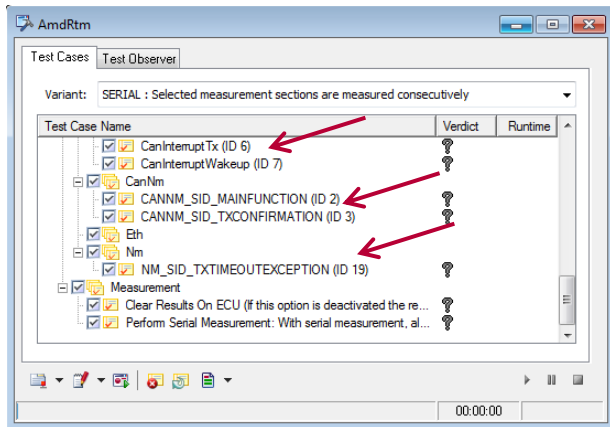 AmdRtm
Test Cases Test Observer
Variant: SERIAL : Selected measurement sections are measured consecutively
Test Case Name Verdict Runtime
CanInterruptTx (ID 6)
CanInterruptWakeup (ID 7)
CanNm
CANNM_SID_MAINFUNCTION (ID 2)
CANNM_SID_TXCONFIRMATION (ID 3)
Eth
Nm
NM_SID_TXTIMEOUTEXCEPTION (ID 19)
Measurement
Clear Results On ECU (If this option is deactivated the re...
Perform Serial Measurement: With serial measurement, al...
00:00:00